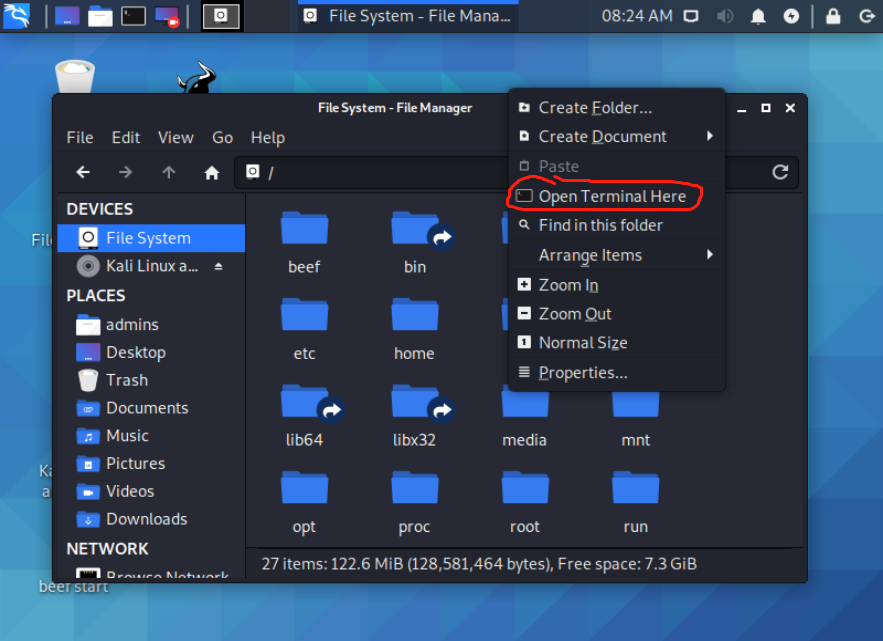 File System - File Mana...
08:24 AM
File System - File Manager
File Edit View Go Help
/
DEVICES
File System
Kali Linux a...
PLACES
admins
Desktop
Trash
Documents
Music
Pictures
Videos
Downloads
NETWORK
Browse Network
beef
bin
etc
home
lib64
libx32
media
mnt
opt
proc
root
run
Create Folder...
Create Document
Paste
Open Terminal Here
Find in this folder
Arrange Items
Zoom In
Zoom Out
Normal Size
Properties...
27 items: 122.6 MiB (128,581,464 bytes), Free space: 7.3 GiB
beef start